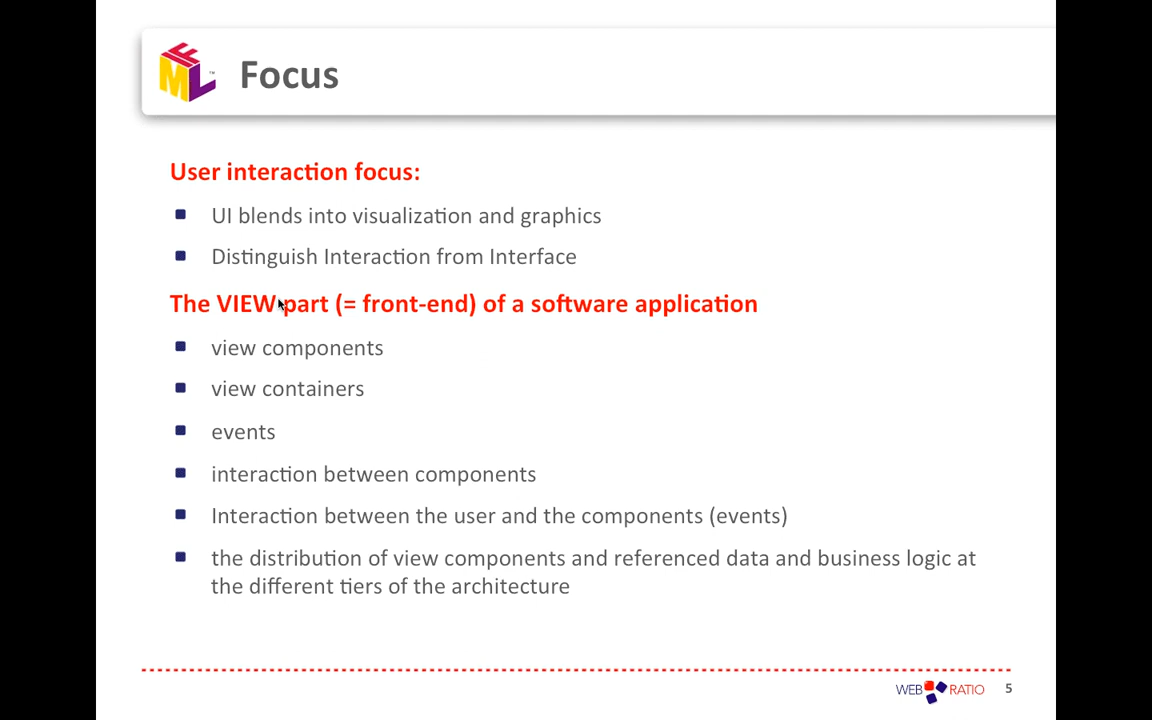 IFML™
Focus
User interaction focus:
UI blends into visualization and graphics
Distinguish Interaction from Interface
The VIEW part (= front-end) of a software application
view components
view containers
events
interaction between components
Interaction between the user and the components (events)
the distribution of view components and referenced data and business logic at
the different tiers of the architecture
WEB RATIO
5